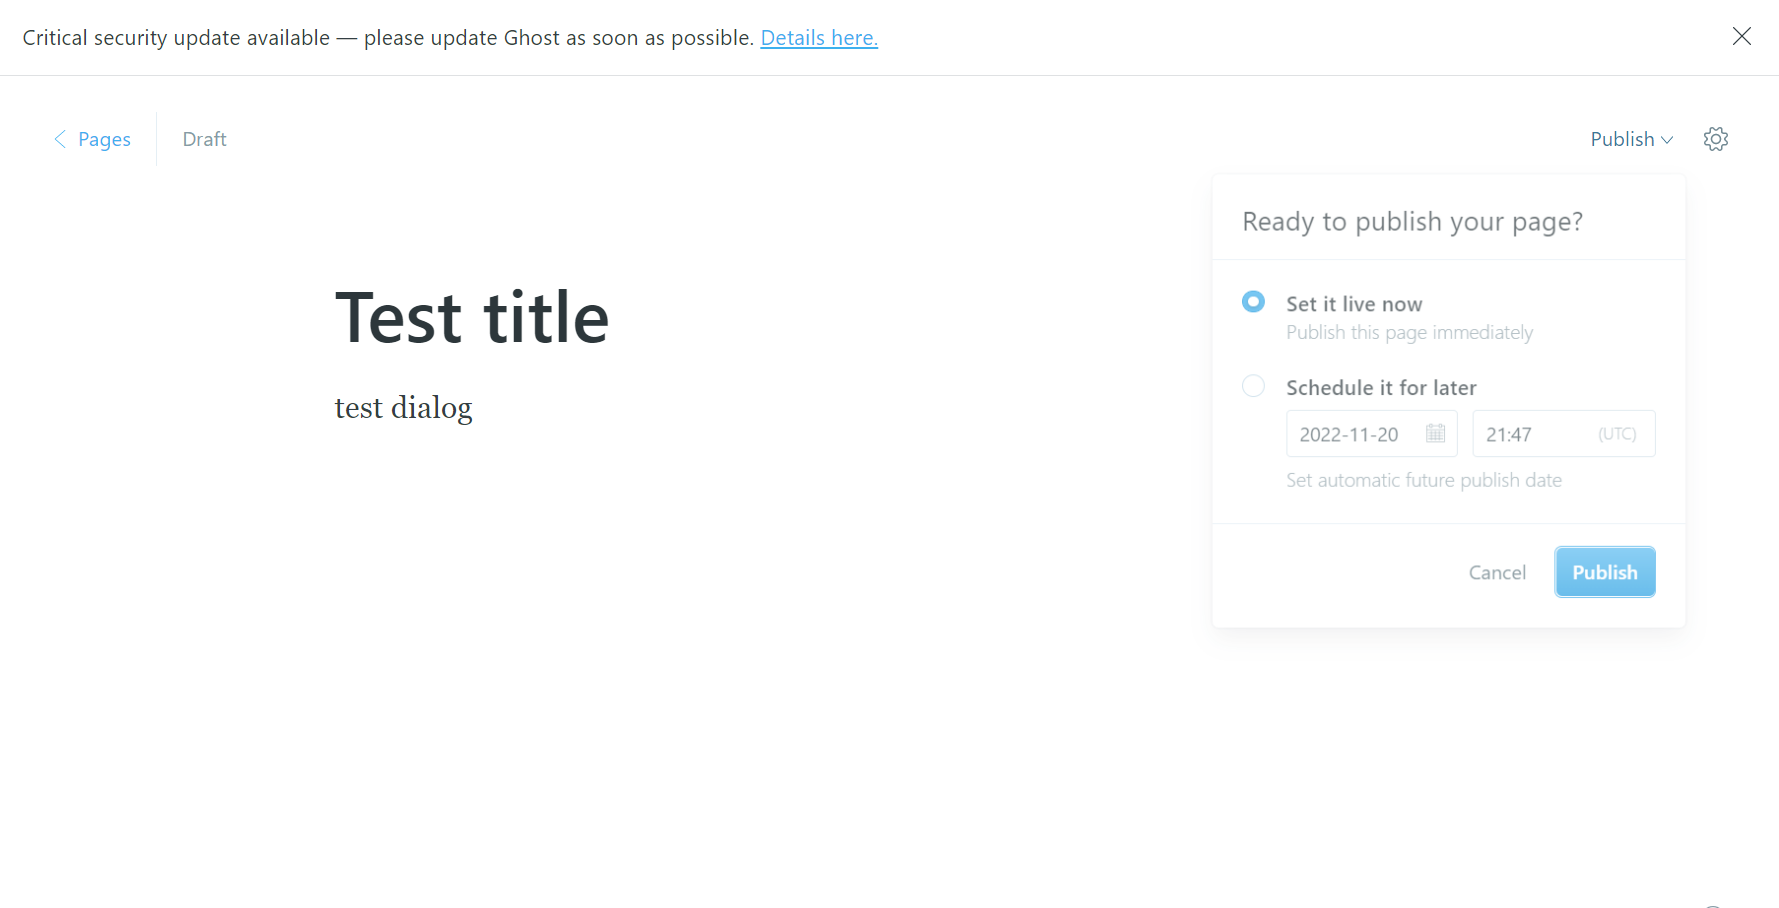 Critical security update available — please update Ghost as soon as possible. Details here.
Pages
Draft
Publish
Ready to publish your page?
Test title
Set it live now
Publish this page immediately
Schedule it for later
test dialog
2022-11-20
21:47
(UTC)
Set automatic future publish date
Cancel
Publish